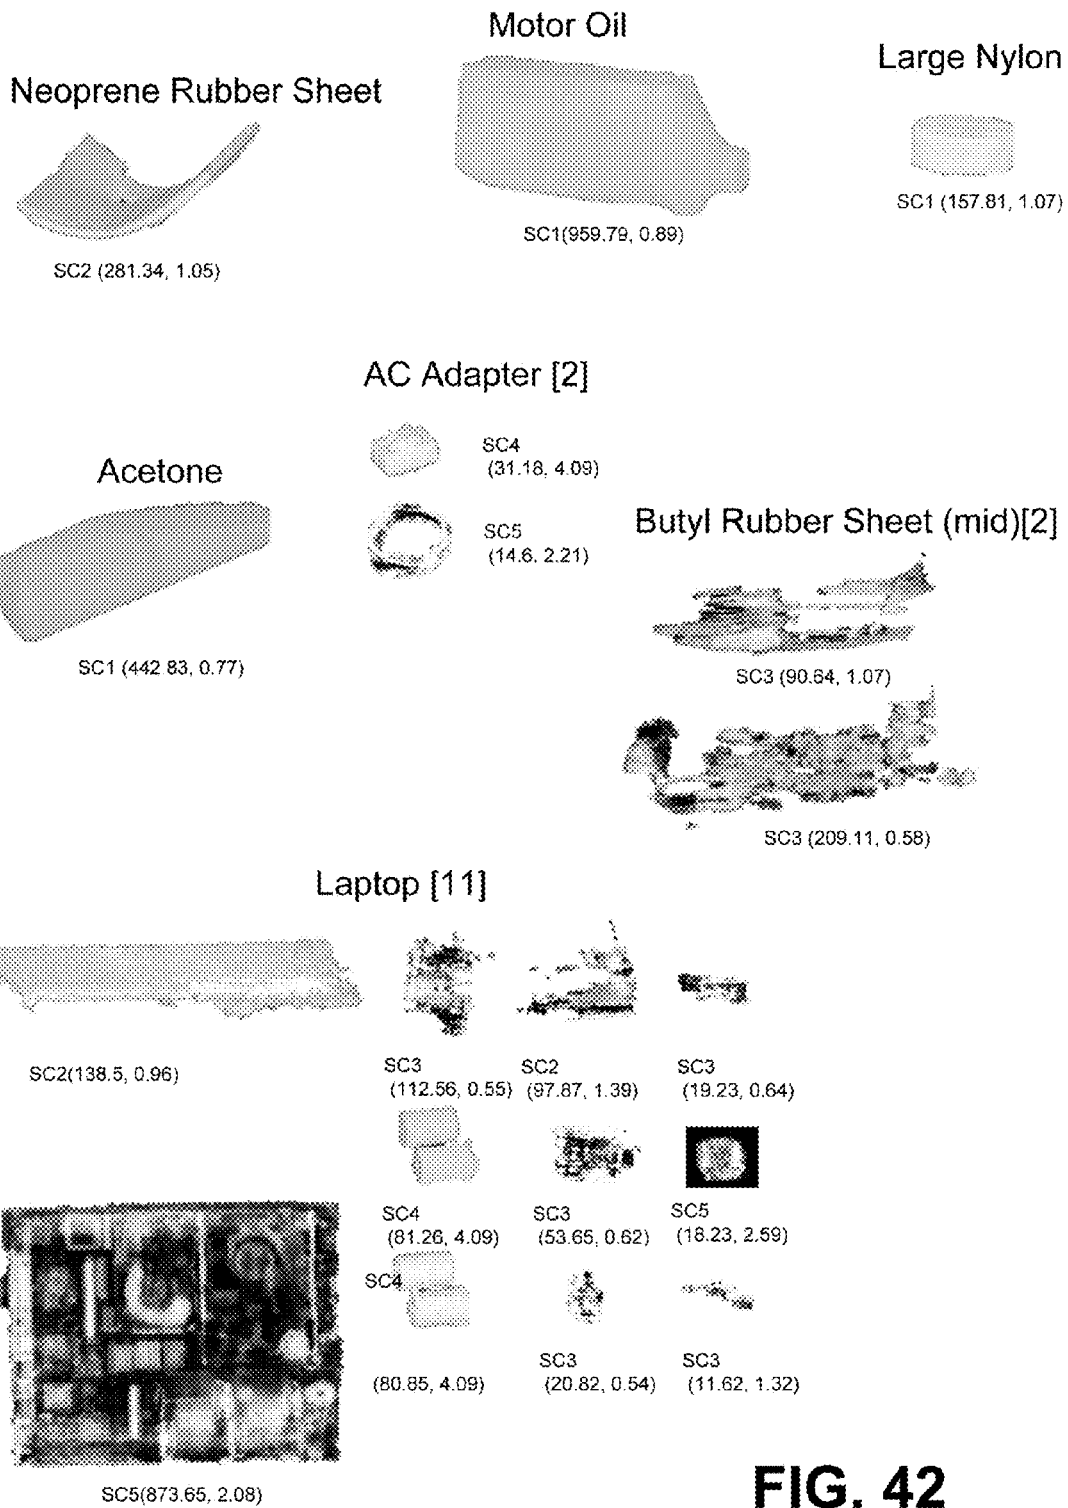 Motor Oil
Large Nylon
Neoprene Rubber Sheet
SC1 (157.81, 1.07)
SC1(959.79, 0.89)
SC2 (281.34, 1.05)
AC Adapter [2]
SC4
(31.18, 4.09)
Acetone
SC5
(14.6, 2.21)
Butyl Rubber Sheet (mid)[2]
SC1 (442.83, 0.77)
SC3 (90.64, 1.07)
SC3 (209.11, 0.58)
Laptop [11]
SC2(138.5, 0.96)
SC3
(112.56, 0.55)
SC2
(97.87, 1.39)
SC3
(19.23, 0.64)
SC4
(81.26, 4.09)
SC3
(53.65, 0.62)
SC5
(18.23, 2.59)
SC4
(80.85, 4.09)
SC3
(20.82, 0.54)
SC3
(11.62, 1.32)
SC5(873.65, 2.08)
FIG. 42